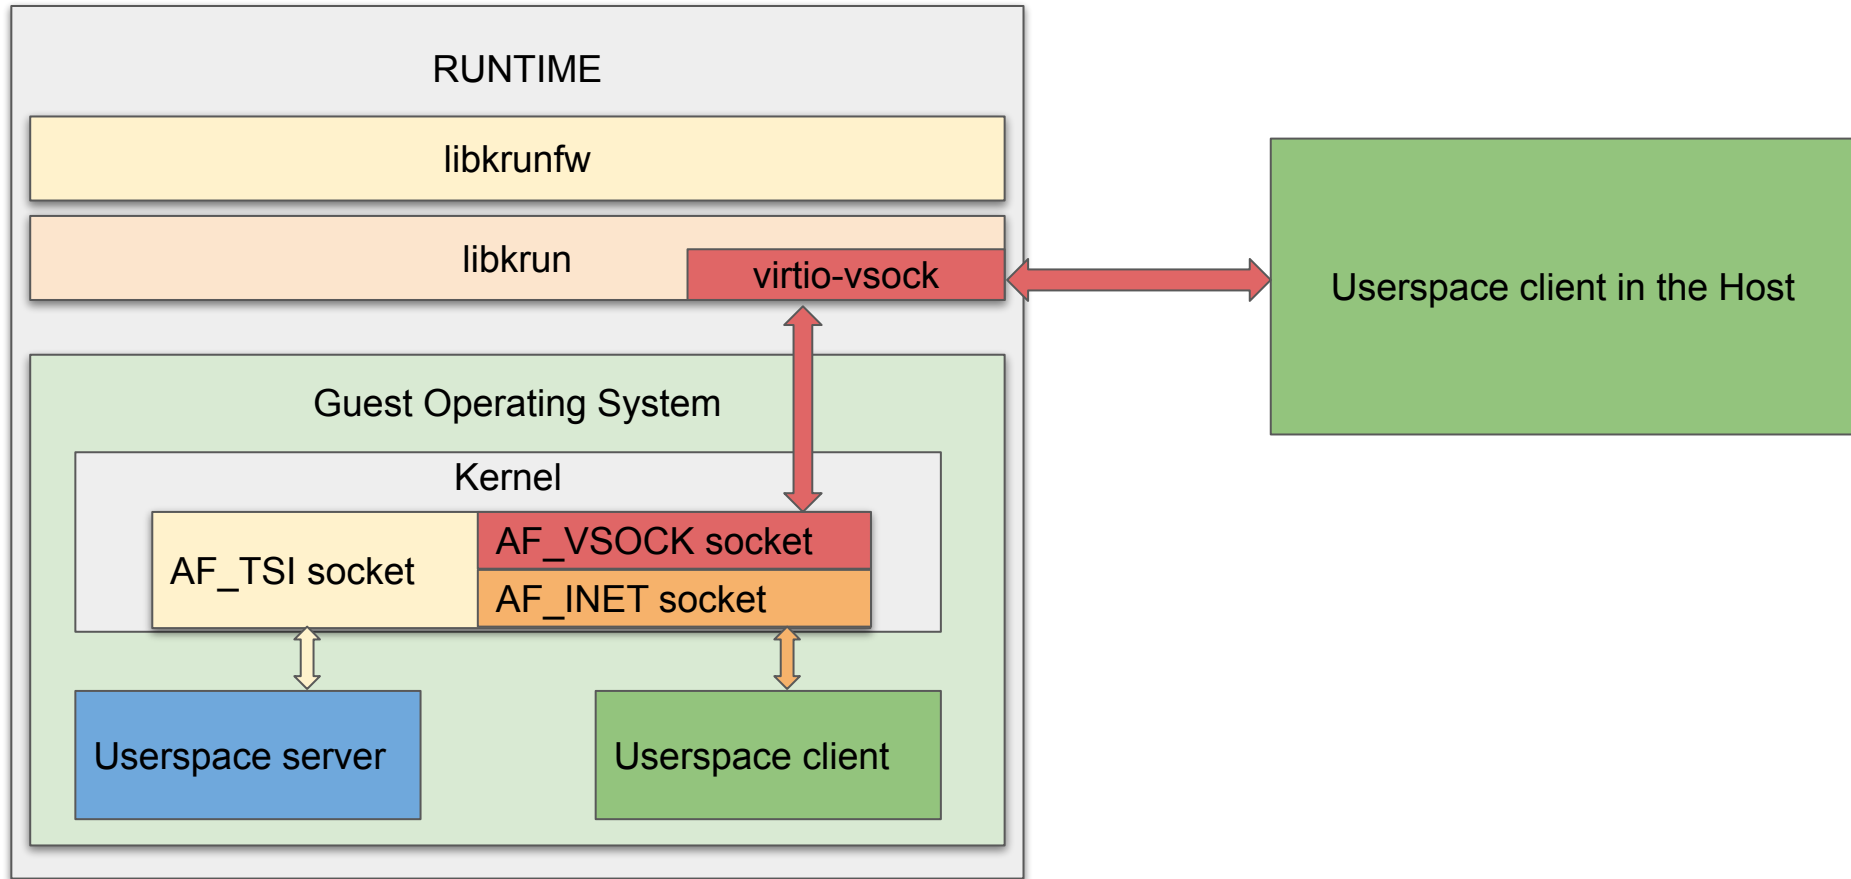 RUNTIME
libkrunfw
libkrun
virtio-vsock
Userspace client in the Host
Guest Operating System
Kernel
AF_TSI socket
AF_VSOCK socket
AF_INET socket
Userspace server
Userspace client